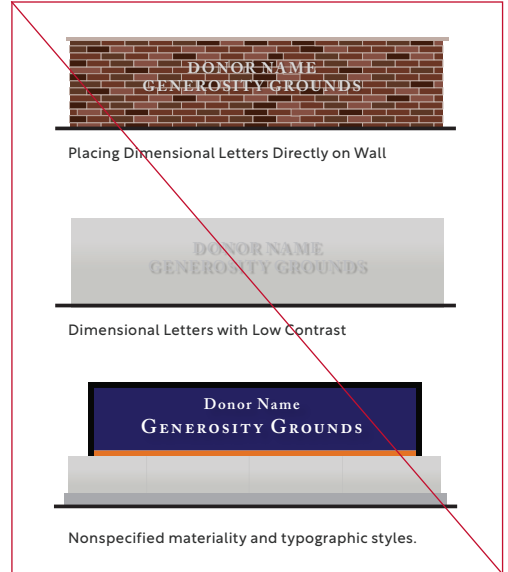 DONOR NAME
GENEROSITY GROUNDS
Placing Dimensional Letters Directly on Wall
DONOR NAME
GENEROSITY GROUNDS
Dimensional Letters with Low Contrast
Donor Name
GENEROSITY GROUNDS
Nonspecified materiality and typographic styles.